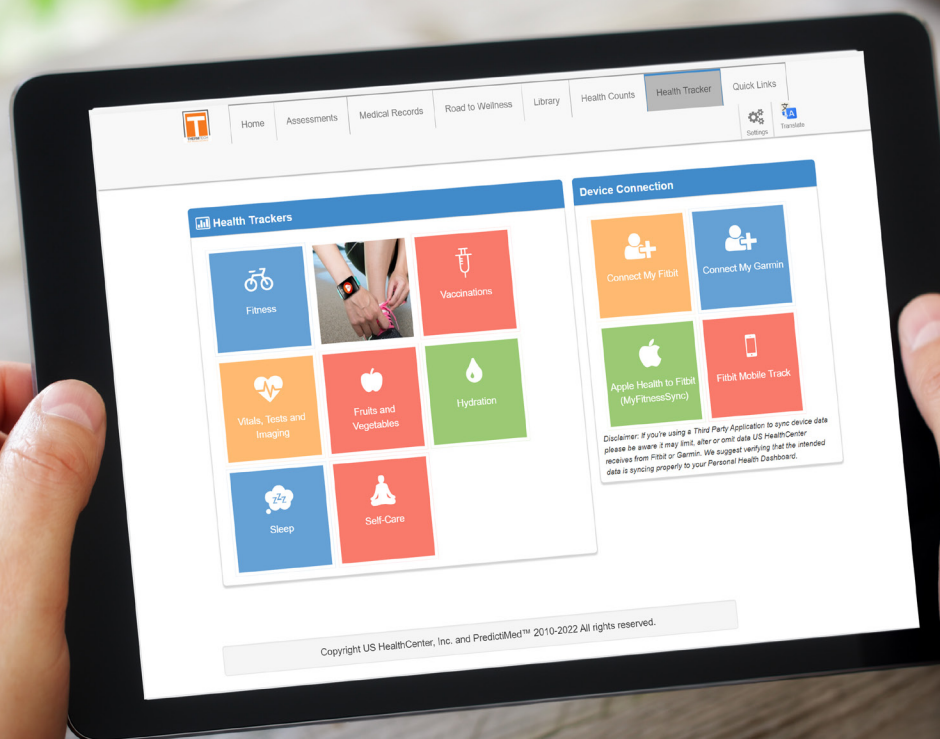 T
Home
Assessments
Medical Records
Road to Wellness
Library
Health Counts
Health Tracker
Quick Links
Settings
Translate
Health Trackers
Fitness
Vaccinations
Vitals, Tests and
Imaging
Fruits and
Vegetables
Hydration
zzz
Sleep
Self-Care
Device Connection
Connect My Fitbit
Connect My Garmin
Apple Health to Fitbit
(MyFitnessSync)
Fitbit Mobile Track
Disclaimer: If you're using a Third Party Application to sync device data
please be aware it may limit, alter or omit data US HealthCenter
receives from Fitbit or Garmin. We suggest verifying that the intended
data is syncing properly to your Personal Health Dashboard.
Copyright US HealthCenter, Inc. and PredictiMed™ 2010-2022 All rights reserved.